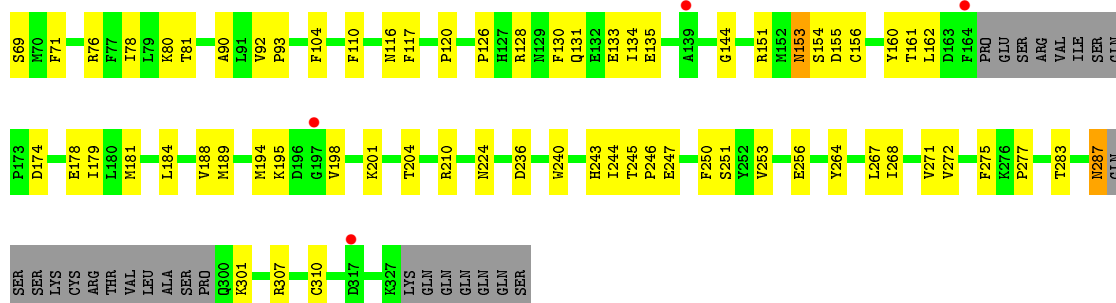 S69 M70 F71 R76 F77 I78 L79 K80 T81 A90 L91 V92 P93 F104 F110 N116 F117 P120 P126 H127 R128 N129 F130 Q131 E132 E133 I134 E135 A139 G144 R151 M152 N153 S154 D155 C156 Y160 T161 L162 D163 F164 PRO GLU SER ARG VAL ILE SER GLN
P173 D174 E178 I179 L180 M181 L184 V188 M189 M194 K195 D196 G197 V198 K201 T204 R210 N224 D236 W240 H243 I244 T245 P246 E247 F250 S251 Y252 V253 E256 Y264 L267 I268 V271 V272 F275 K276 P277 T283 N287 GLN
SER SER LYS CYS ARG THR VAL LEU ALA SER PRO Q300 K301 R307 C310 D317 K327 LYS GLN GLN GLN GLN GLN SER